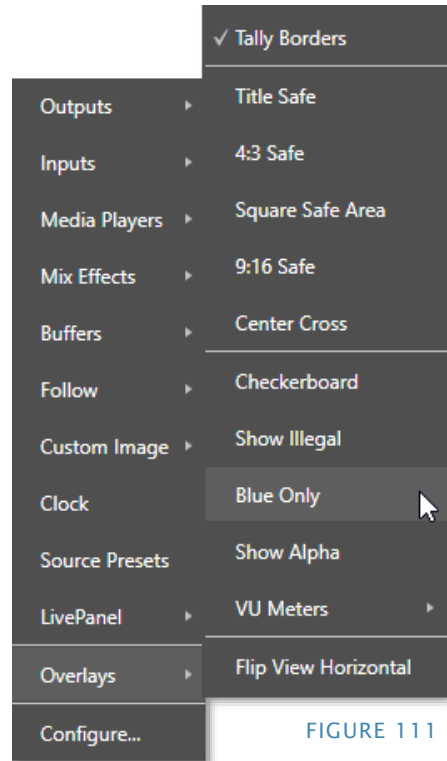 Outputs
Inputs
Media Players
Mix Effects
Buffers
Follow
Custom Image
Clock
Source Presets
LivePanel
Overlays
Configure...
✓ Tally Borders
Title Safe
4:3 Safe
Square Safe Area
9:16 Safe
Center Cross
Checkerboard
Show Illegal
Blue Only
Show Alpha
VU Meters
Flip View Horizontal
FIGURE 111